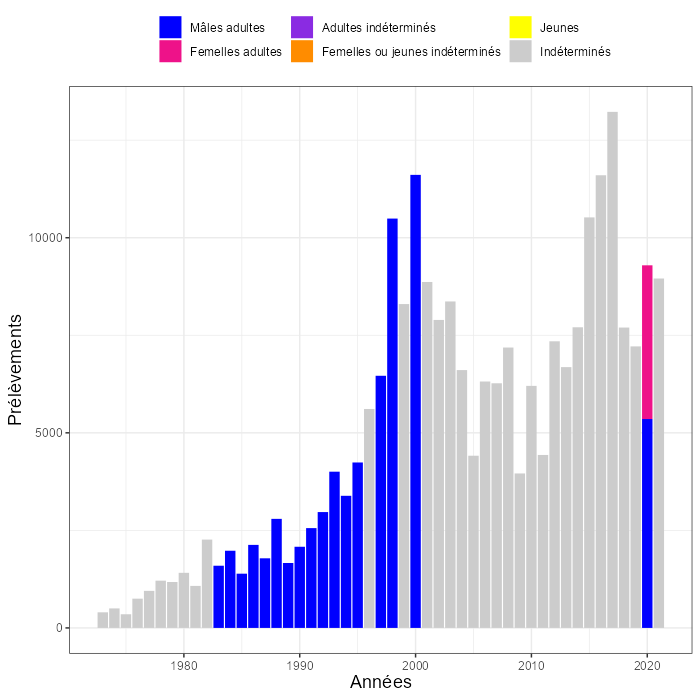 Mâles adultes Adultes indéterminés Jeunes
Femelles adultes Femelles ou jeunes indéterminés Indéterminés
10000
5000
0
Prélèvements
1980 1990 2000 2010 2020
Années